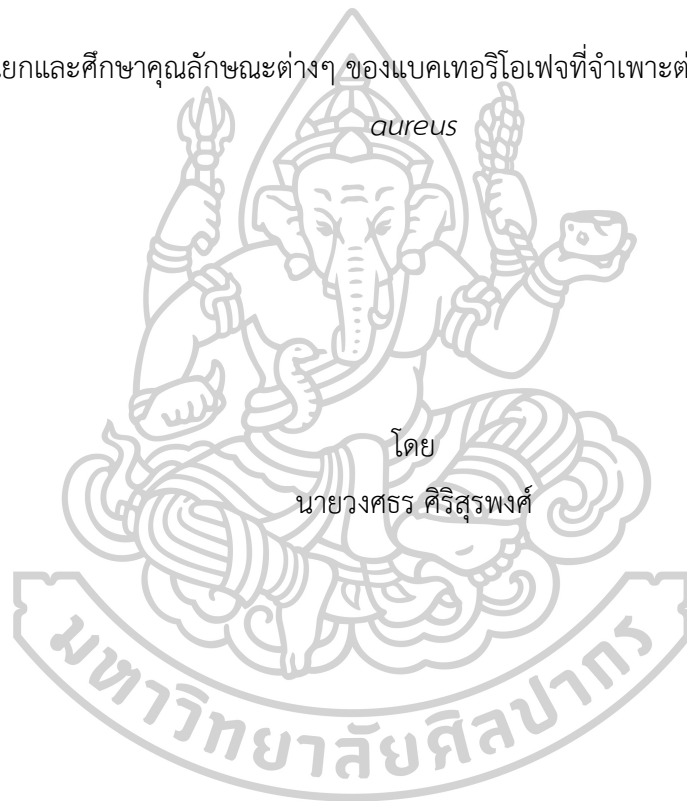 ยกและศึกษาคุณลักษณะต่างๆ ของแบคเทอริโอเฟจที่จำเพาะต่
aureus
โดย
นายวงศธร ศิริสุรพงศ์
มหาวิทยาลัยศิลปากร